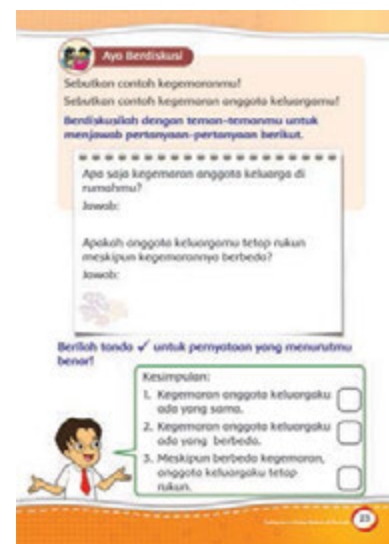 Ayo Berdiskusi
Sebutkan contoh kegemaranmu!
Sebutkan contoh kegemaran anggota keluargamu!
Berdiskusilah dengan teman-temanmu untuk
menjawab pertanyaan-pertanyaan berikut.
Apa saja kegemaran anggota keluarga di
rumahmu?
Jawab:
Apakah anggota keluargamu tetap rukun
meskipun kegemarannya berbeda?
Jawab:
Berilah tanda ✓ untuk pernyataan yang menurutmu
benar!
Kesimpulan:
1. Kegemaran anggota keluargaku
ada yang sama.
2. Kegemaran anggota keluargaku
ada yang berbeda.
3. Meskipun berbeda kegemaran,
anggota keluargaku tetap
rukun.
23